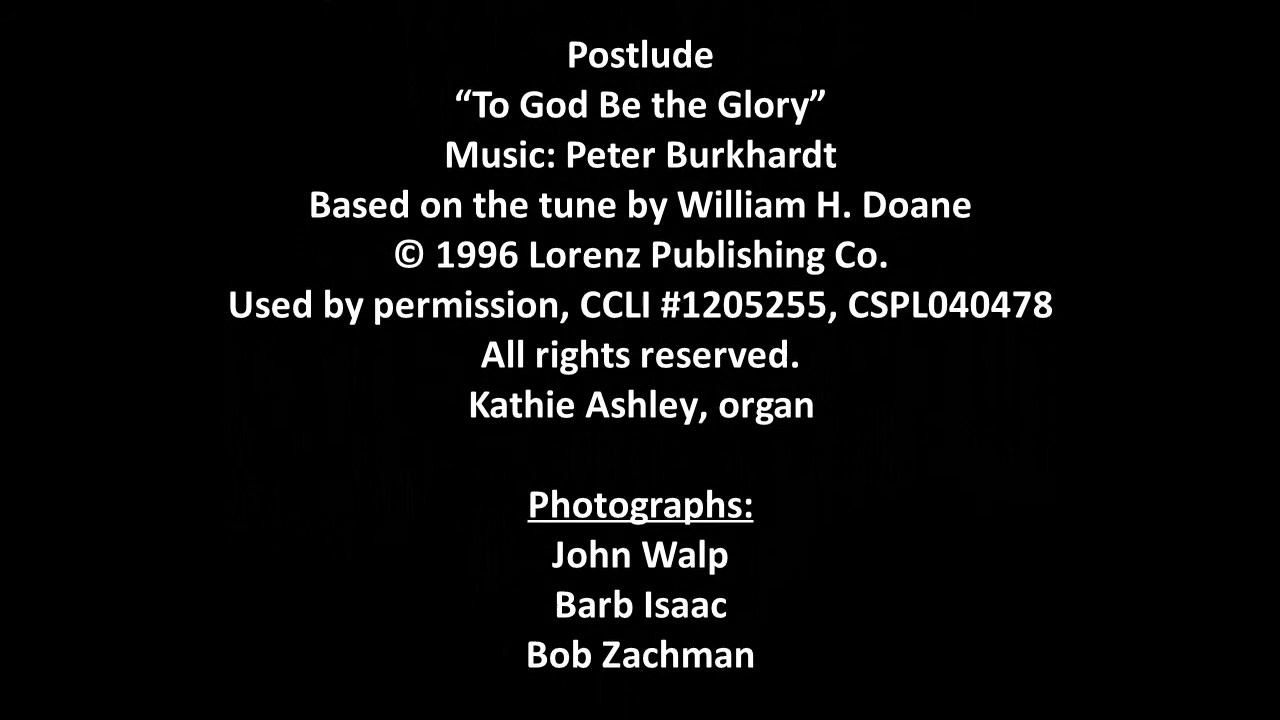 Postlude
“To God Be the Glory”
Music: Peter Burkhardt
Based on the tune by William H. Doane
© 1996 Lorenz Publishing Co.
Used by permission, CCLI #1205255, CSPL040478
All rights reserved.
Kathie Ashley, organ
Photographs:
John Walp
Barb Isaac
Bob Zachman